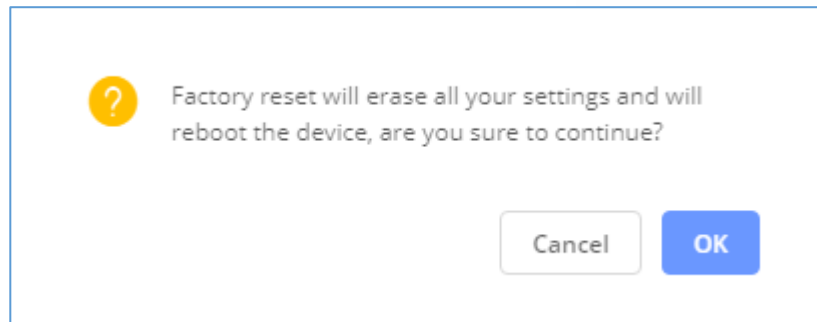 Factory reset will erase all your settings and will
reboot the device, are you sure to continue?
Cancel OK